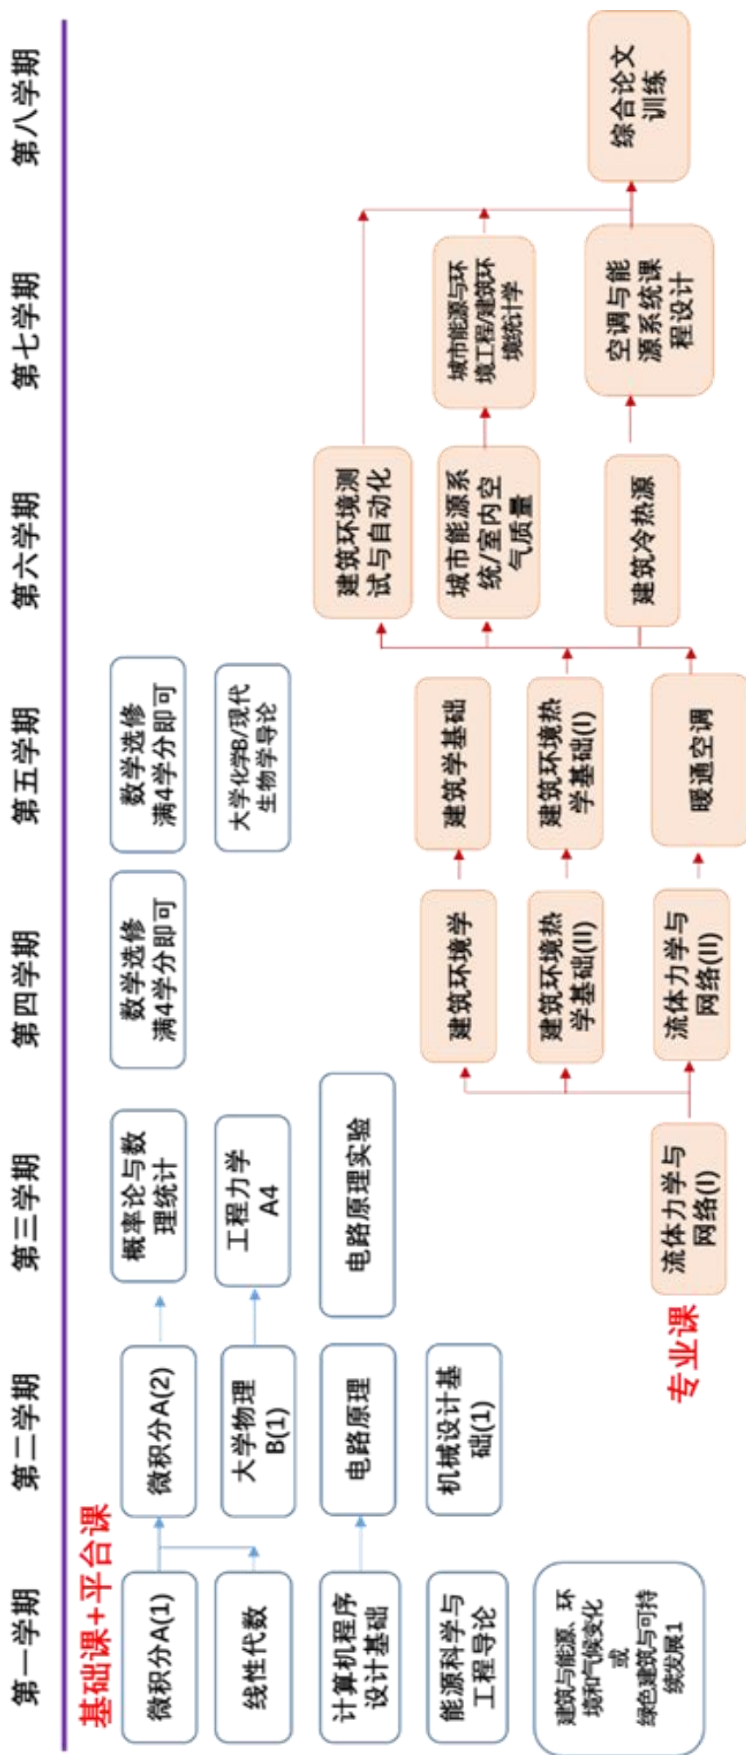 第一学期
第二学期
第三学期
第四学期
第五学期
第六学期
第七学期
第八学期
基础课+平台课
微积分A(1)
微积分A(2)
概率论与数
理统计
数学选修
满4学分即可
数学选修
满4学分即可
线性代数
大学物理
B(1)
工程力学
A4
大学化学B/现代
生物学导论
计算机程序
设计基础
电路原理
电路原理实验
建筑环境测
试与自动化
能源科学与
工程导论
机械设计基
础(1)
建筑环境学
建筑学基础
城市能源系
统/室内空
气质量
城市能源与环
境工程/建筑环
境统计学
建筑与能源、环
境和气候变化
或
绿色建筑与可持
续发展1
建筑环境热
学基础(II)
建筑环境热
学基础(I)
专业课
流体力学与
网络(I)
流体力学与
网络(II)
暖通空调
建筑冷热源
空调与能
源系统课
程设计
综合论文
训练